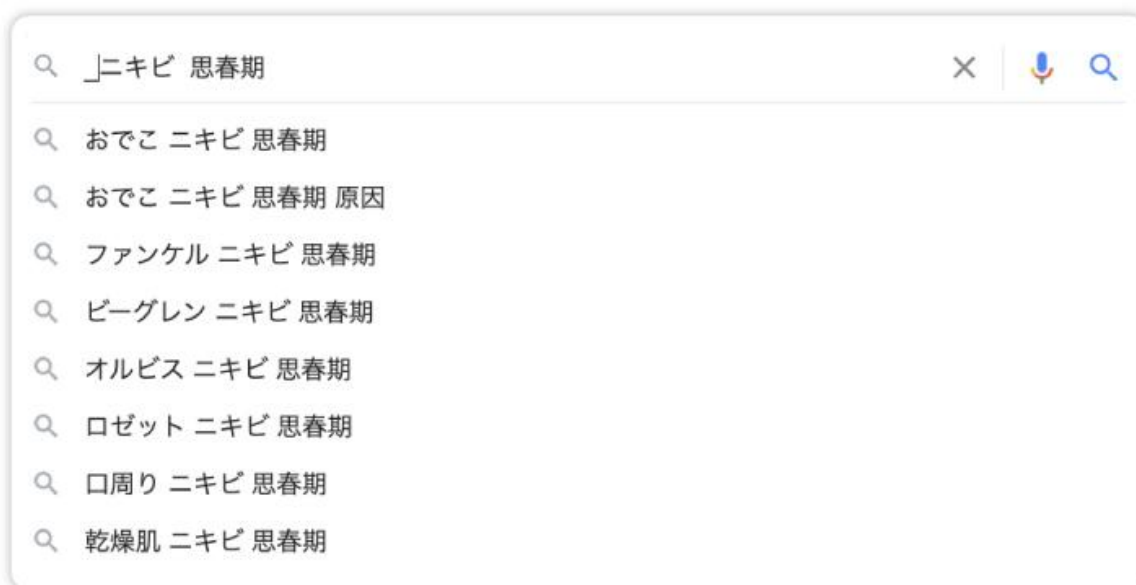 _ニキビ 思春期
おでこ ニキビ 思春期
おでこ ニキビ 思春期 原因
ファンケル ニキビ 思春期
ビーグレン ニキビ 思春期
オルビス ニキビ 思春期
ロゼット ニキビ 思春期
口周り ニキビ 思春期
乾燥肌 ニキビ 思春期